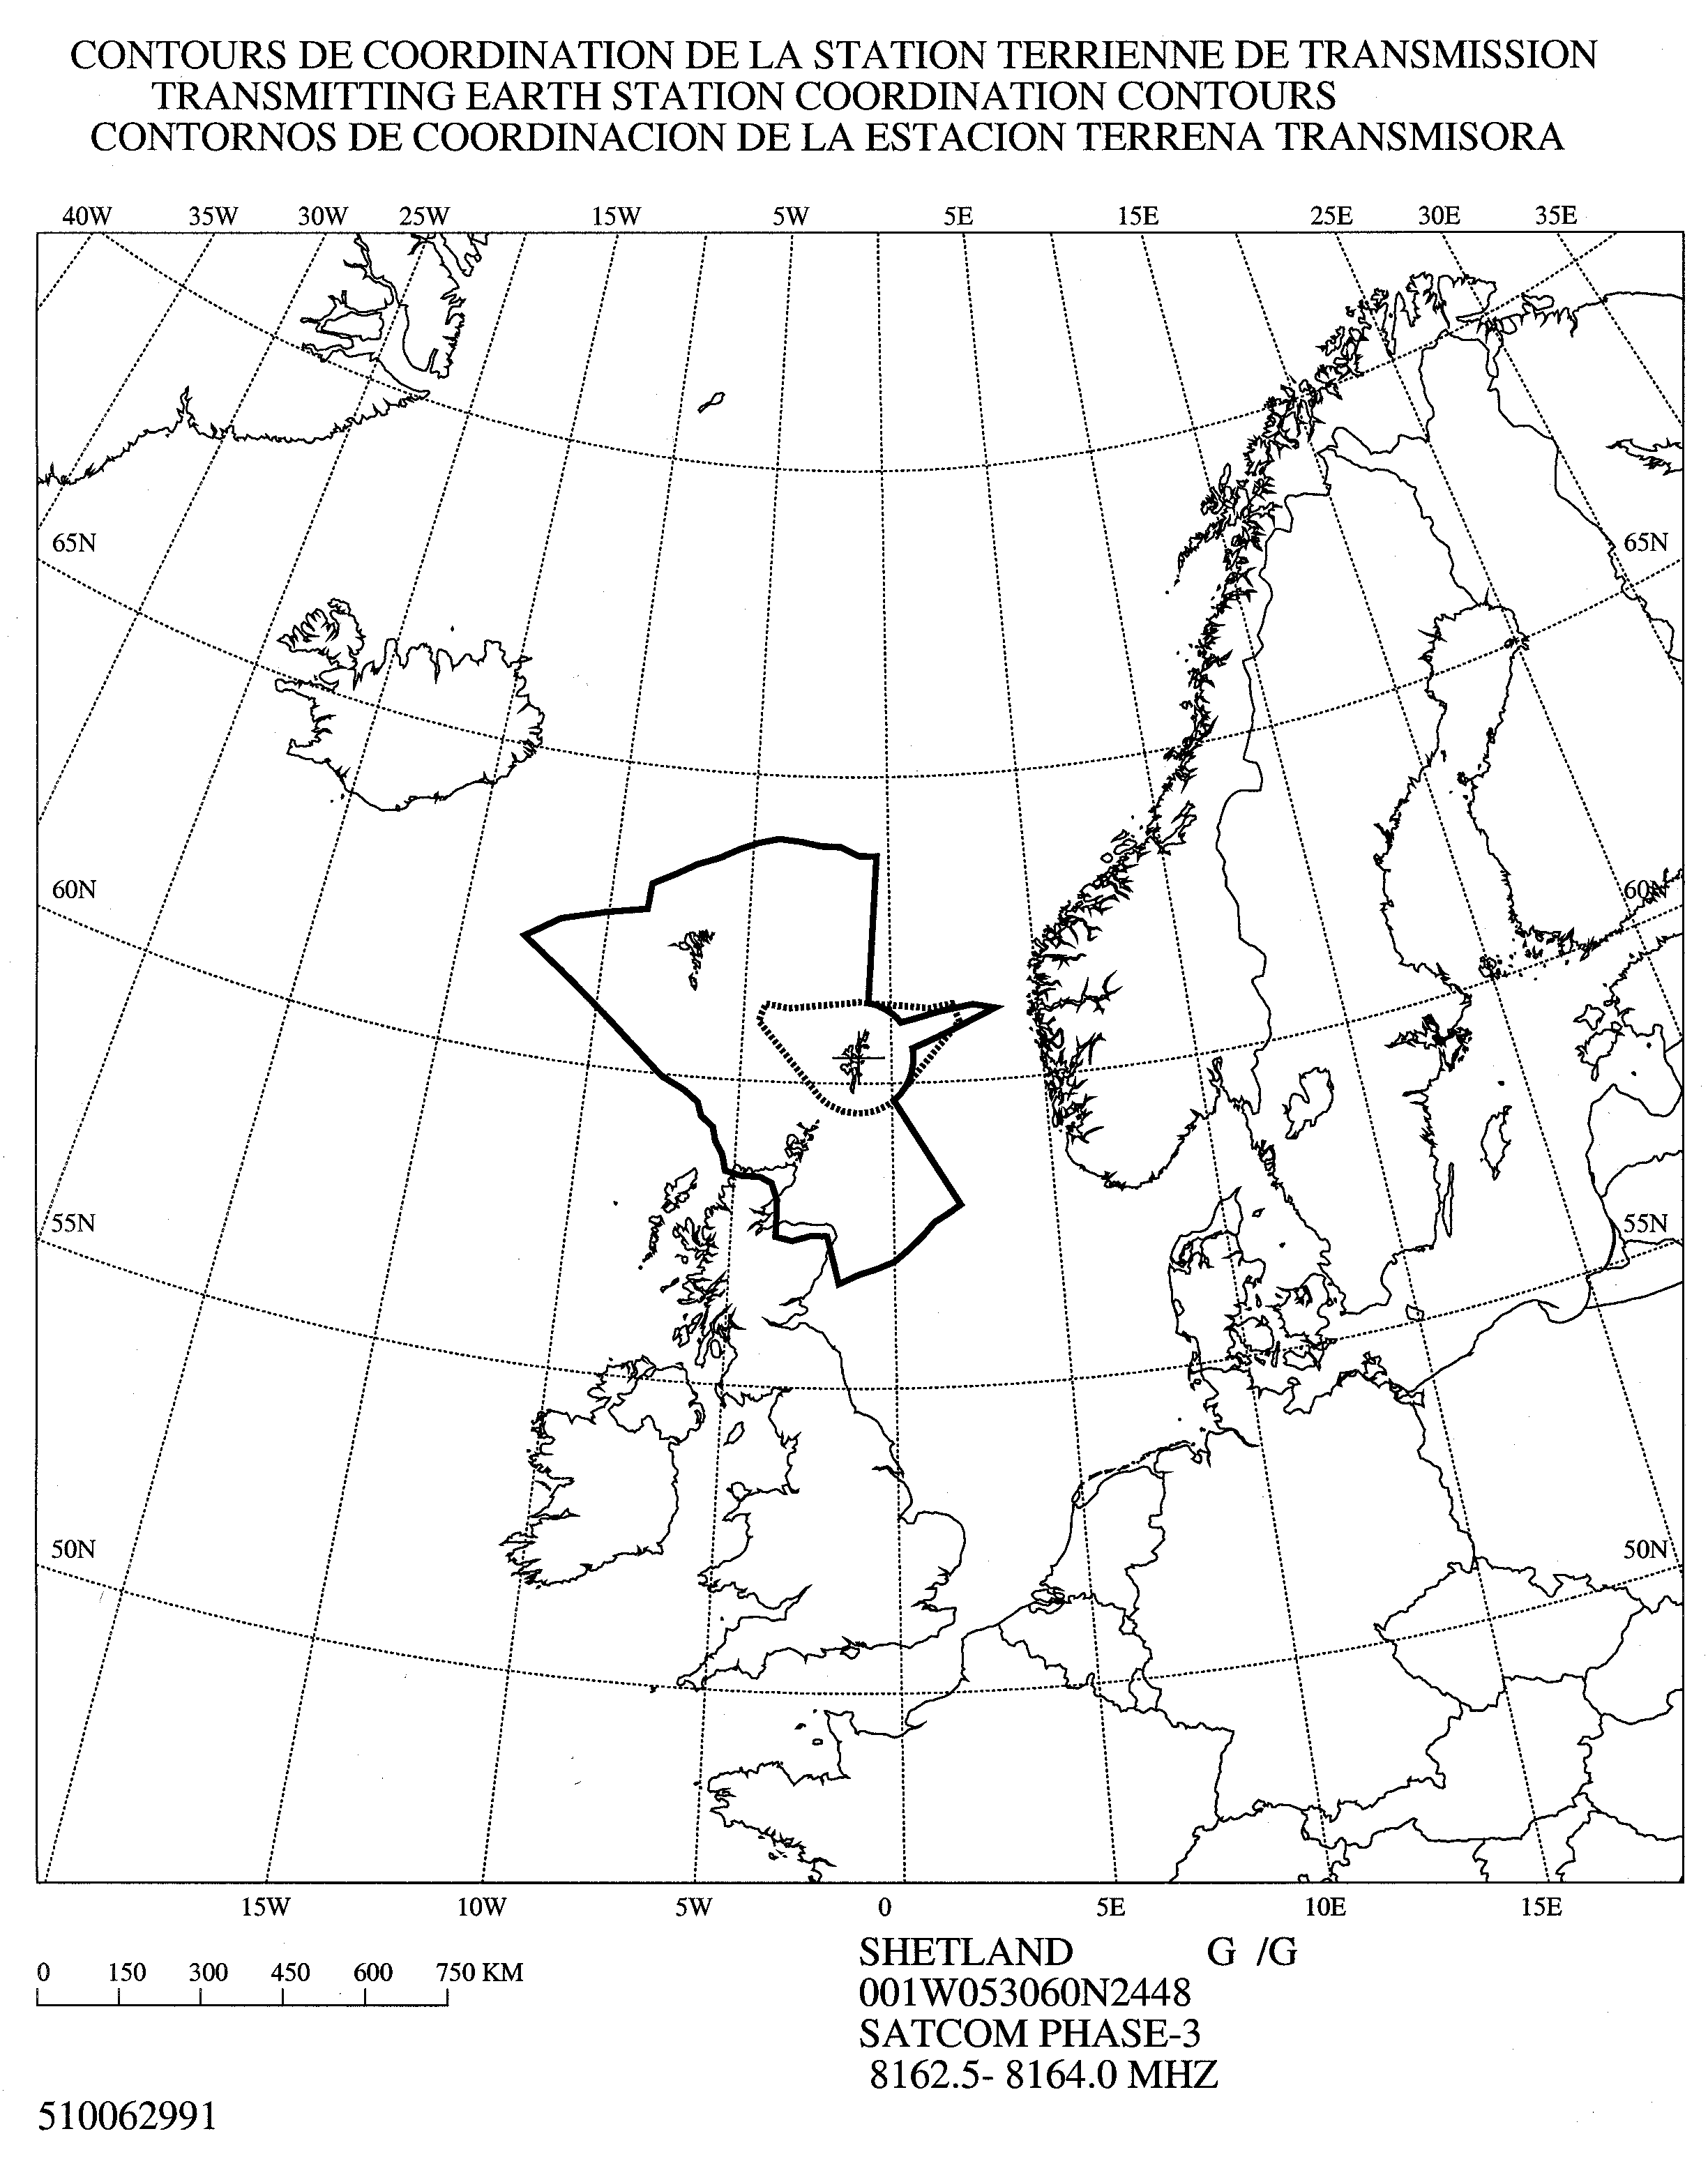 CONTOURS DE COORDINATION DE LA STATION TERRIENNE DE TRANSMISSION
TRANSMITTING EARTH STATION COORDINATION CONTOURS
CONTORNOS DE COORDINACION DE LA ESTACION TERRENA TRANSMISORA
40W 35W 30W 25W 15W 5W 5E 15E 25E 30E 35E
65N 65N
60N 60N
55N 55N
50N 50N
15W 10W 5W 0 5E 10E 15E
0 150 300 450 600 750 KM
SHETLAND G /G
001W053060N2448
SATCOM PHASE-3
8162.5- 8164.0 MHZ
510062991